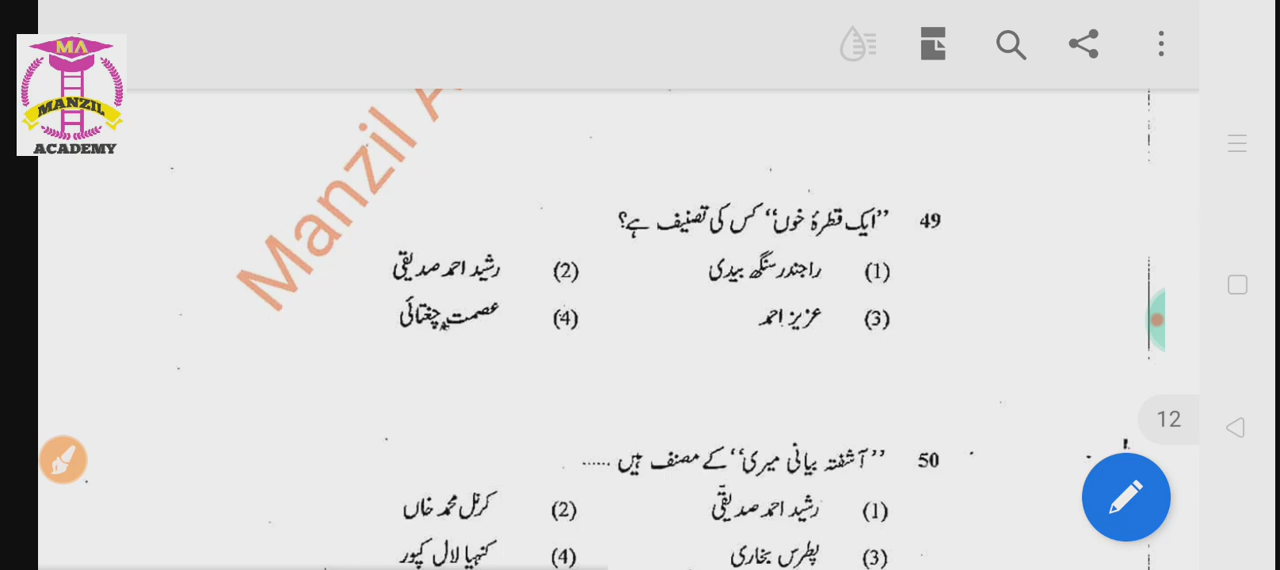 MA
MANZIL
ACADEMY
Manzil A
49 ’’ایک قطرۂ خوں‘‘ کس کی تصنیف ہے؟
(1) راجندر سنگھ بیدی (2) رشید احمد صدیقی
(3) عزیز احمد (4) عصمت چغتائی
12
50 ’’آشفتہ بیانی میری‘‘ کے مصنف ہیں ......
(1) رشید احمد صدیقی (2) کرنل محمد خاں
(3) پطرس بخاری (4) کنہیا لال کپور